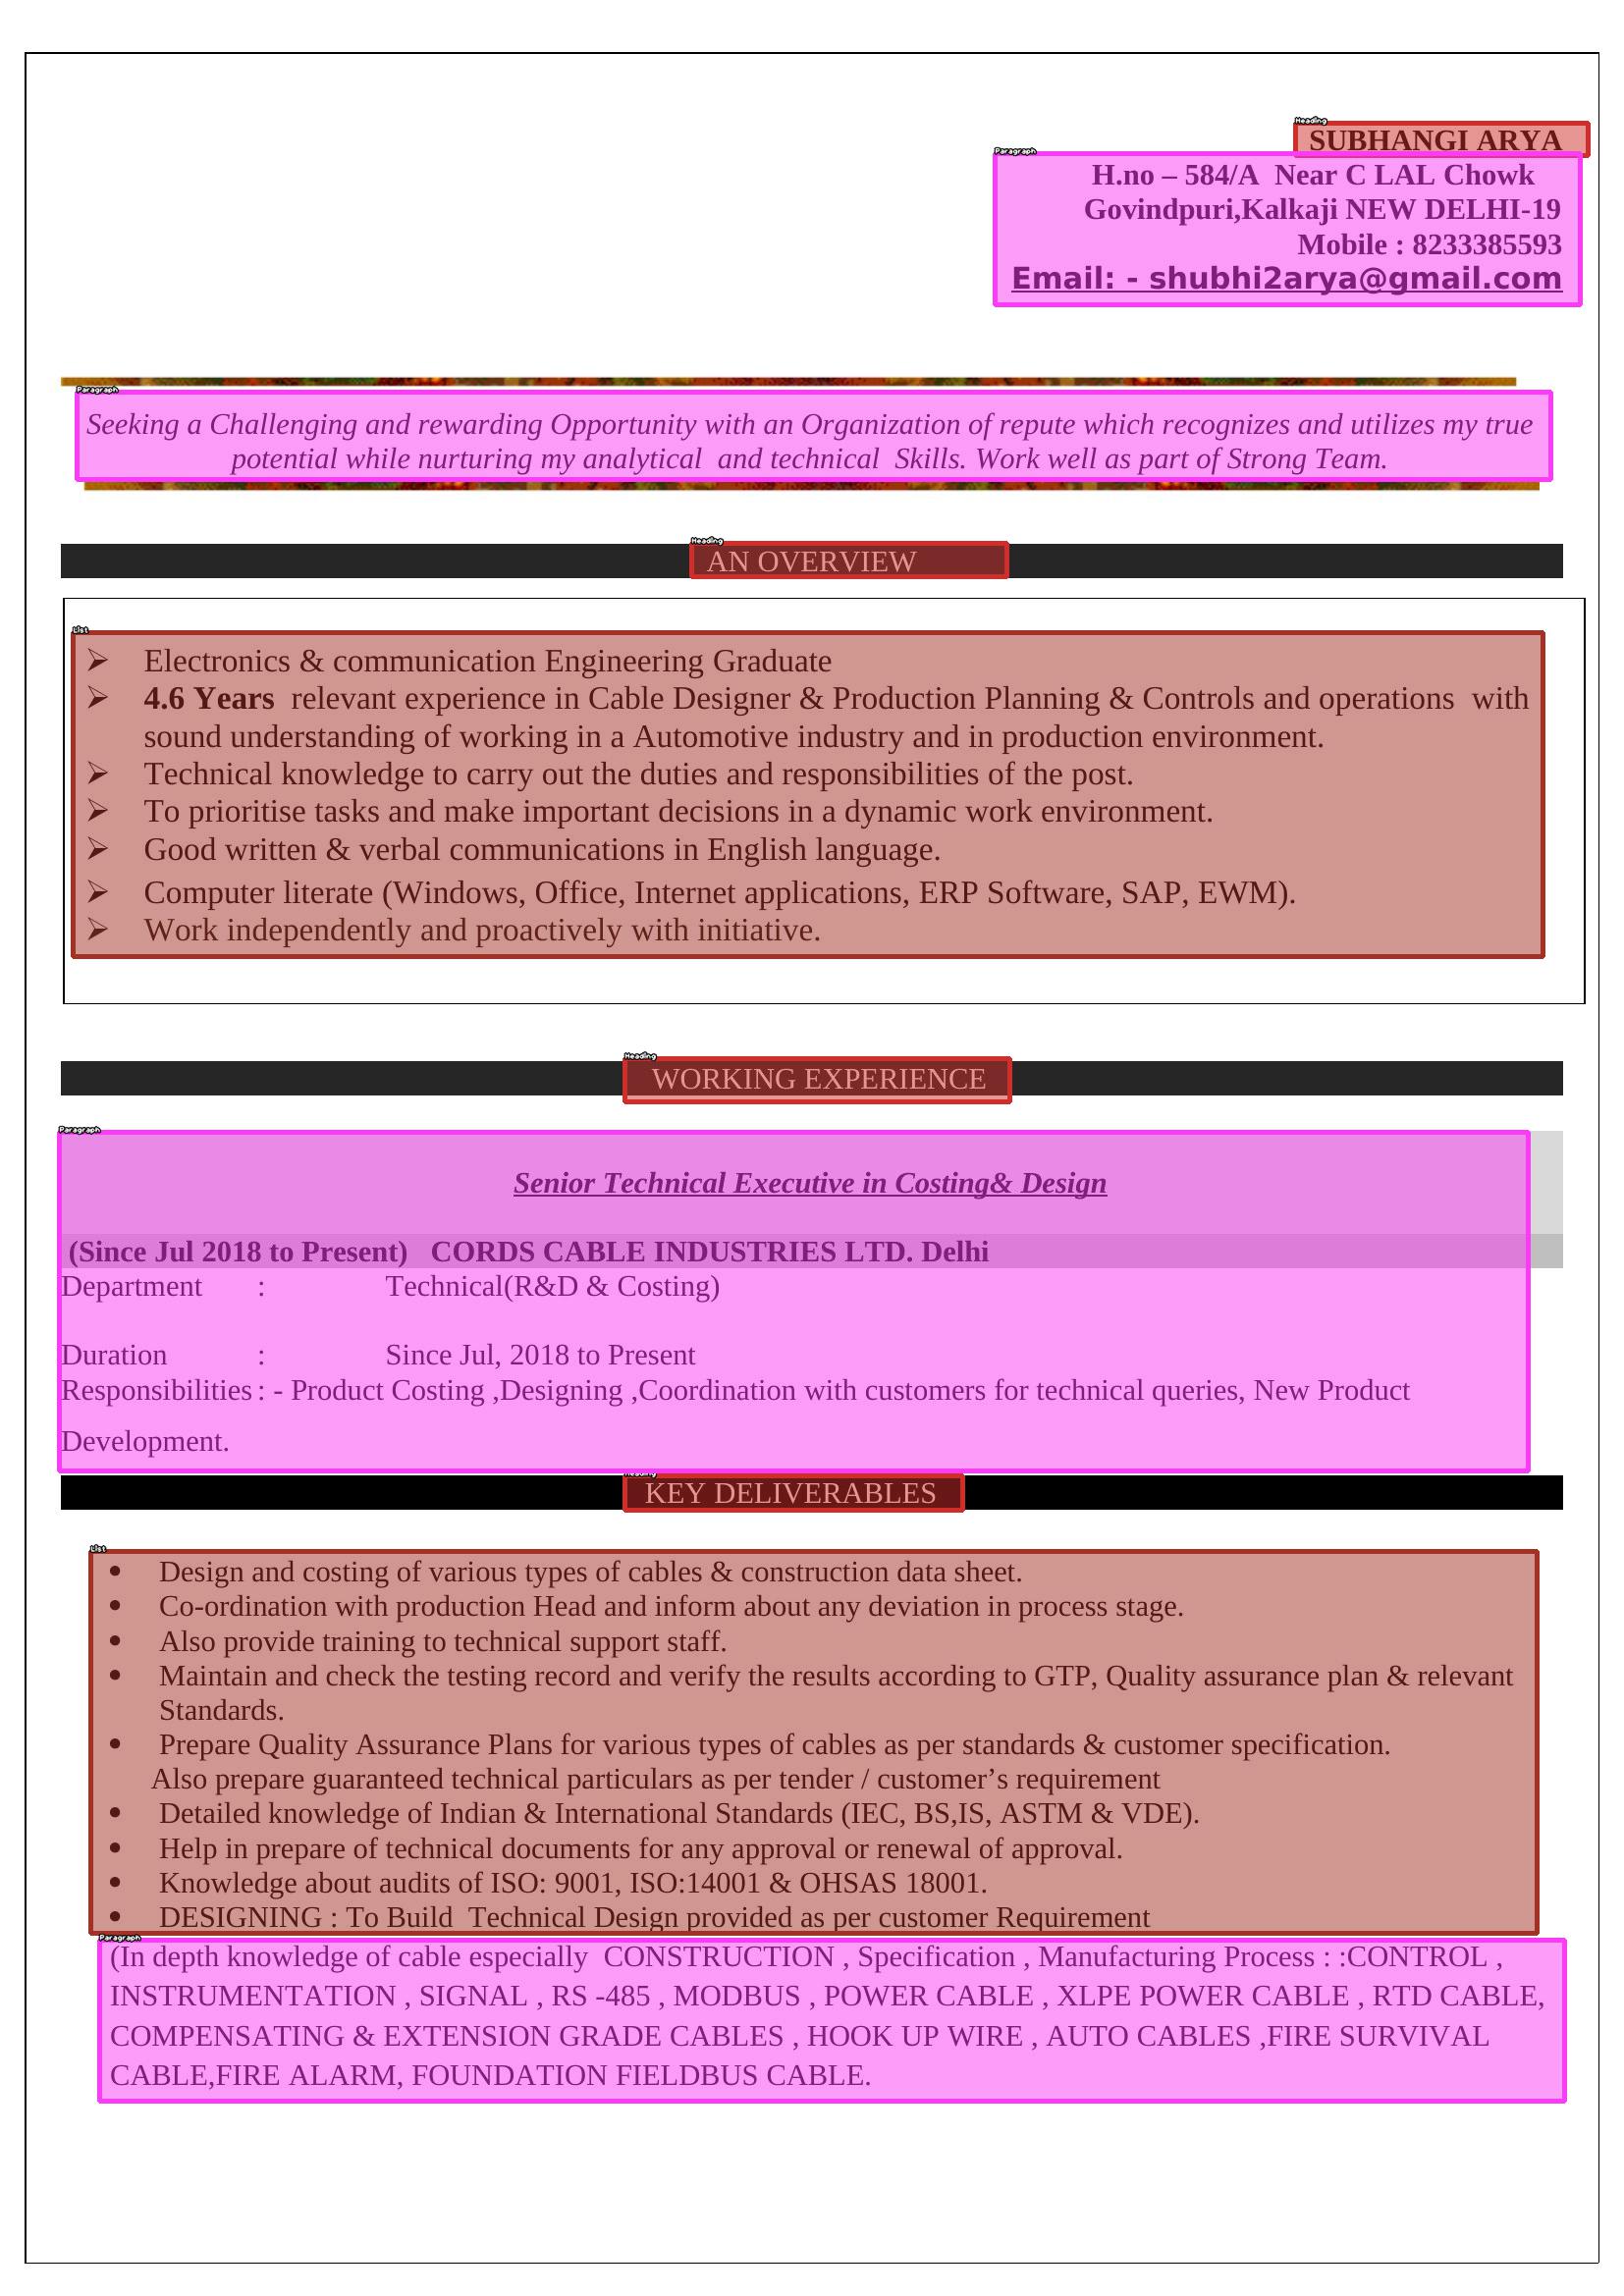 Heading
SUBHANGI ARYA
Paragraph
H.no – 584/A  Near C LAL Chowk
Govindpuri,Kalkaji NEW DELHI-19
Mobile : 8233385593
Email: - shubhi2arya@gmail.com
Paragraph
Seeking a Challenging and rewarding Opportunity with an Organization of repute which recognizes and utilizes my true
potential while nurturing my analytical  and technical  Skills. Work well as part of Strong Team.
Heading
AN OVERVIEW
List
➢ Electronics & communication Engineering Graduate
➢ 4.6 Years  relevant experience in Cable Designer & Production Planning & Controls and operations  with
sound understanding of working in a Automotive industry and in production environment.
➢ Technical knowledge to carry out the duties and responsibilities of the post.
➢ To prioritise tasks and make important decisions in a dynamic work environment.
➢ Good written & verbal communications in English language.
➢ Computer literate (Windows, Office, Internet applications, ERP Software, SAP, EWM).
➢ Work independently and proactively with initiative.
Heading
WORKING EXPERIENCE
Paragraph
Senior Technical Executive in Costing& Design
(Since Jul 2018 to Present)   CORDS CABLE INDUSTRIES LTD. Delhi
Department : Technical(R&D & Costing)
Duration : Since Jul, 2018 to Present
Responsibilities : - Product Costing ,Designing ,Coordination with customers for technical queries, New Product
Development.
Heading
KEY DELIVERABLES
List
• Design and costing of various types of cables & construction data sheet.
• Co-ordination with production Head and inform about any deviation in process stage.
• Also provide training to technical support staff.
• Maintain and check the testing record and verify the results according to GTP, Quality assurance plan & relevant
Standards.
• Prepare Quality Assurance Plans for various types of cables as per standards & customer specification.
Also prepare guaranteed technical particulars as per tender / customer’s requirement
• Detailed knowledge of Indian & International Standards (IEC, BS,IS, ASTM & VDE).
• Help in prepare of technical documents for any approval or renewal of approval.
• Knowledge about audits of ISO: 9001, ISO:14001 & OHSAS 18001.
• DESIGNING : To Build  Technical Design provided as per customer Requirement
Paragraph
(In depth knowledge of cable especially  CONSTRUCTION , Specification , Manufacturing Process : :CONTROL ,
INSTRUMENTATION , SIGNAL , RS -485 , MODBUS , POWER CABLE , XLPE POWER CABLE , RTD CABLE,
COMPENSATING & EXTENSION GRADE CABLES , HOOK UP WIRE , AUTO CABLES ,FIRE SURVIVAL
CABLE,FIRE ALARM, FOUNDATION FIELDBUS CABLE.